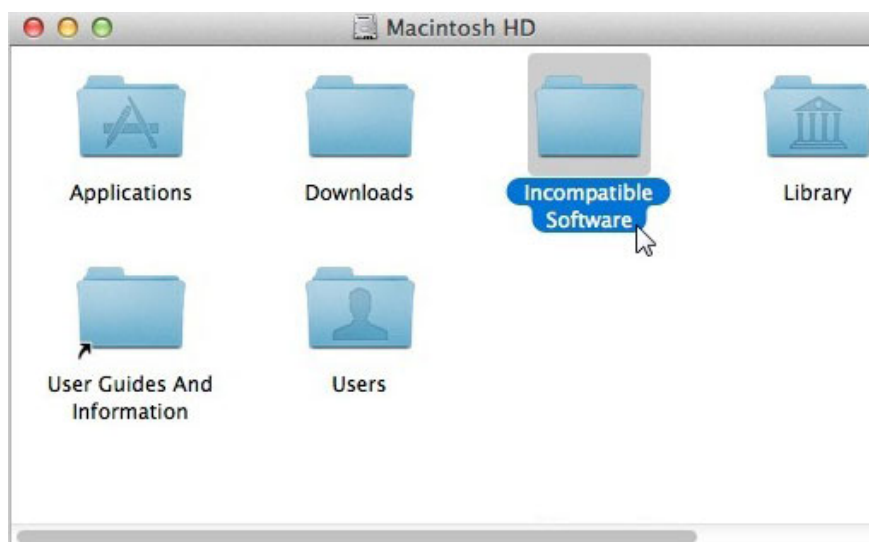 Macintosh HD
Applications
Downloads
Incompatible
Software
Library
User Guides And
Information
Users